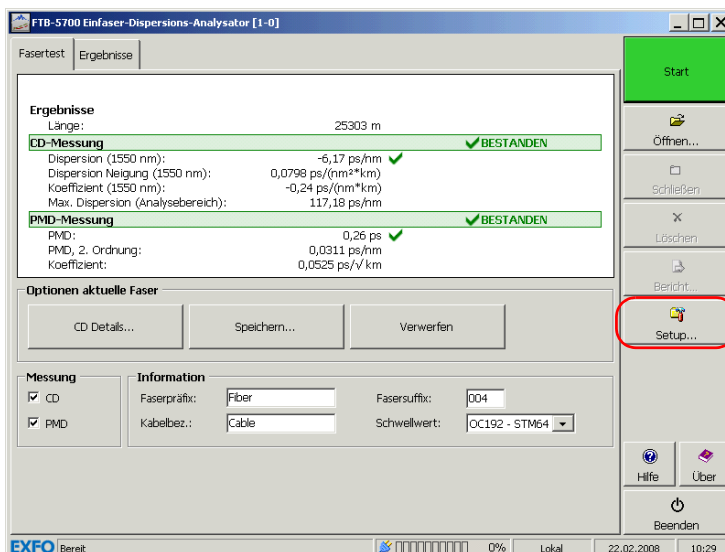 FTB-5700 Einfaser-Dispersions-Analysator [1-0]
Fasertest Ergebnisse
Ergebnisse
Länge: 25303 m
CD-Messung BESTANDEN
Dispersion (1550 nm): -6,17 ps/nm
Dispersion Neigung (1550 nm): 0,0798 ps/(nm²*km)
Koeffizient (1550 nm): -0,24 ps/(nm*km)
Max. Dispersion (Analysebereich): 117,18 ps/nm
PMD-Messung BESTANDEN
PMD: 0,26 ps
PMD, 2. Ordnung: 0,0311 ps/nm
Koeffizient: 0,0525 ps/√km
Optionen aktuelle Faser
CD Details... Speichern... Verwerfen
Messung
CD
PMD
Information
Faserpräfix: Fiber Fasersuffix: 004
Kabelbez.: Cable Schwellwert: OC192 - STM64
Start
Öffnen...
Schließen
Löschen
Bericht...
Setup...
Hilfe Über
Beenden
EXFO Bereit 0% Lokal 22.02.2008 10:29